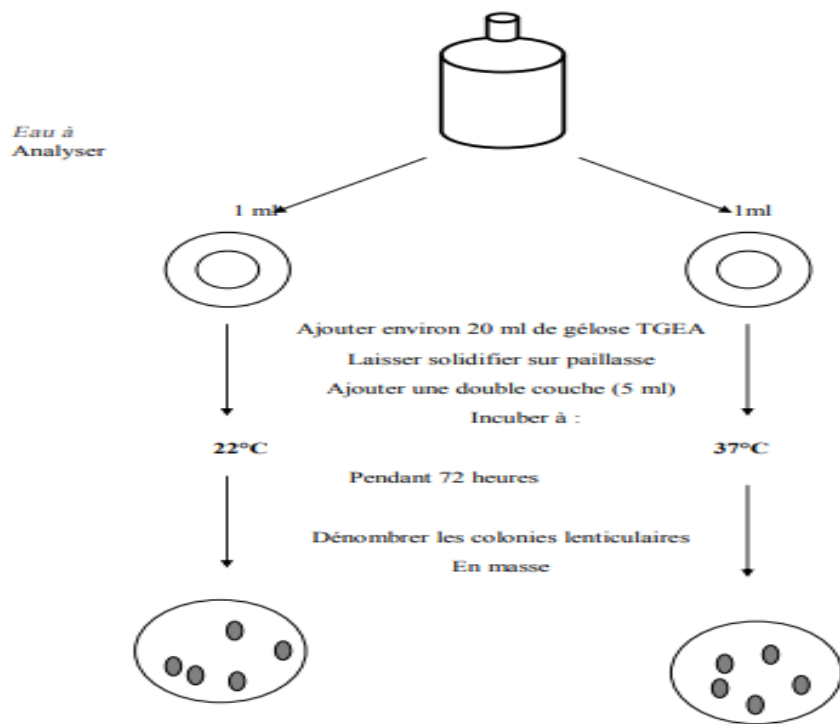 Eau à
Analyser
1 ml
1ml
Ajouter environ 20 ml de gélose TGEA
Laisser solidifier sur paillasse
Ajouter une double couche (5 ml)
Incuber à :
22°C
37°C
Pendant 72 heures
Dénombrer les colonies lenticulaires
En masse